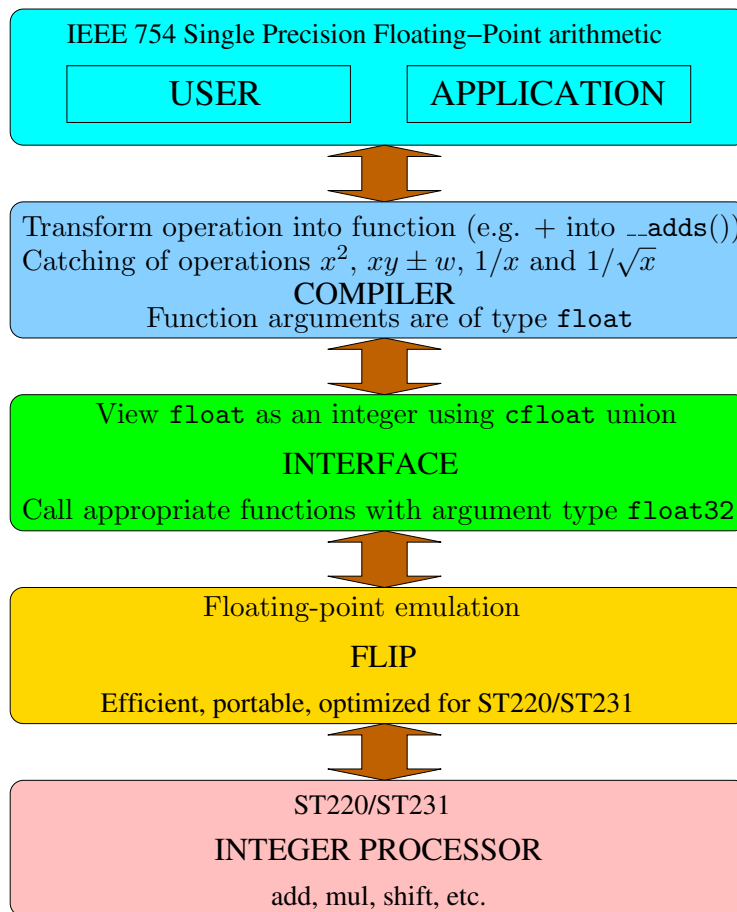 IEEE 754 Single Precision Floating−Point arithmetic
USER
APPLICATION
Transform operation into function (e.g. + into __adds())
Catching of operations x², xy ± w, 1/x and 1/√x
COMPILER
Function arguments are of type float
View float as an integer using cfloat union
INTERFACE
Call appropriate functions with argument type float32
Floating-point emulation
FLIP
Efficient, portable, optimized for ST220/ST231
ST220/ST231
INTEGER PROCESSOR
add, mul, shift, etc.